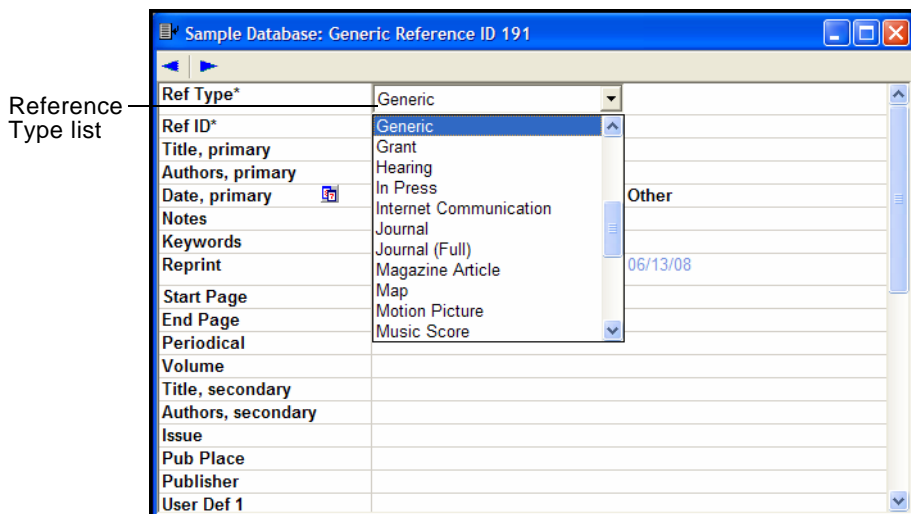 Sample Database: Generic Reference ID 191
Reference
Type list
Ref Type*
Generic
Ref ID*
Generic
Title, primary
Grant
Authors, primary
Hearing
Date, primary
In Press
Other
Internet Communication
Notes
Journal
Keywords
Journal (Full)
Reprint
Magazine Article
06/13/08
Map
Start Page
Motion Picture
End Page
Music Score
Periodical
Volume
Title, secondary
Authors, secondary
Issue
Pub Place
Publisher
User Def 1